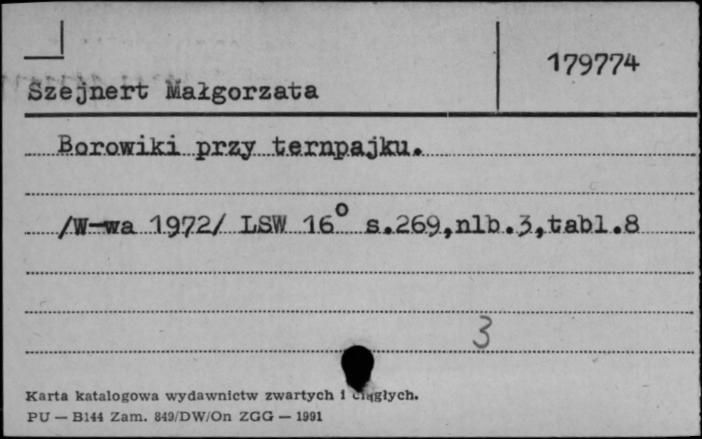 179774
Szejnert Małgorzata
Borowiki przy ternpajku.
/W-wa 1972/ LSW 16° s.269,nlb.3,tabl.8
3
Karta katalogowa wydawnictw zwartych i ciągłych.
PU — B144 Zam. 849/DW/On ZGG — 1991